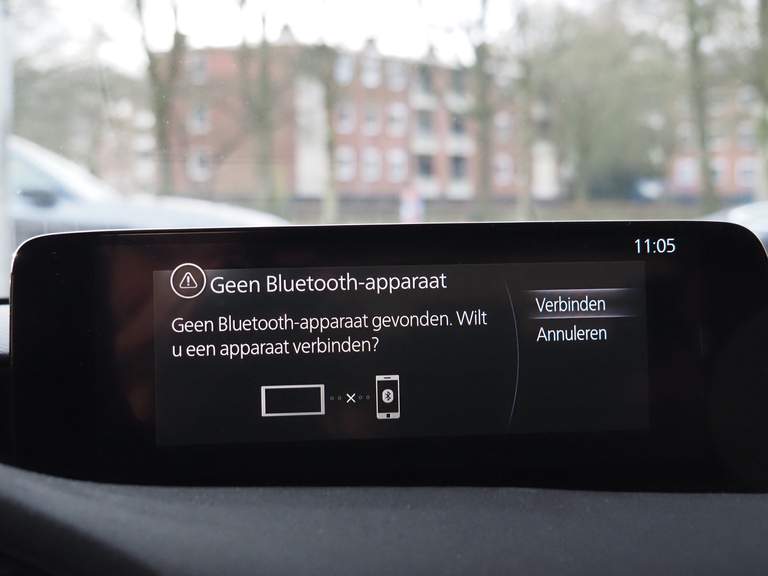 11:05
Geen Bluetooth-apparaat
Geen Bluetooth-apparaat gevonden. Wilt
u een apparaat verbinden?
Verbinden
Annuleren